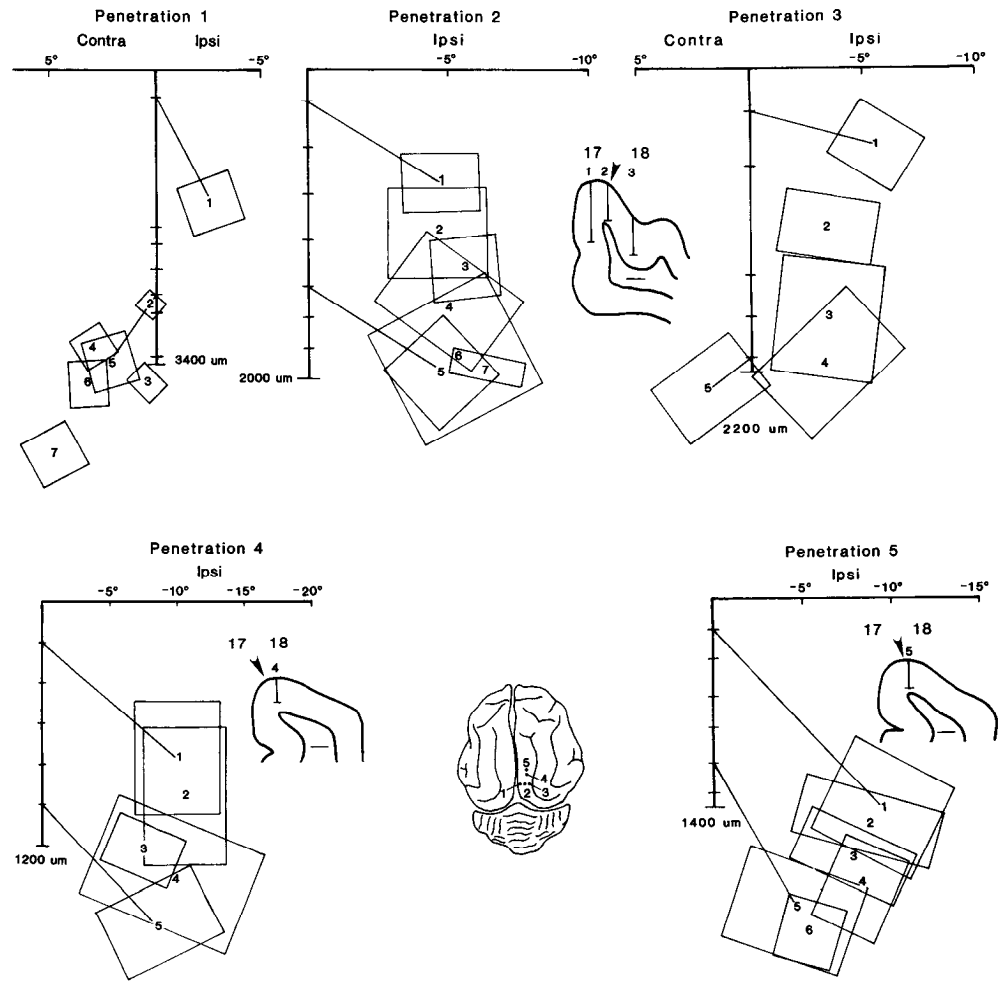 Penetration 1
Contra Ipsi
5° -5°
1
2
4
5
6
3
3400 um
7
Penetration 2
Ipsi
-5° -10°
1
2
3
4
6
5
7
2000 um
17 18
1 2 3
Penetration 3
Contra Ipsi
5° -5° -10°
1
2
3
4
5
2200 um
Penetration 4
Ipsi
-5° -10° -15° -20°
17 18
4
1
2
3
4
5
1200 um
5
4
1 2 3
Penetration 5
Ipsi
-5° -10° -15°
17 18
5
1
2
3
4
5
6
1400 um